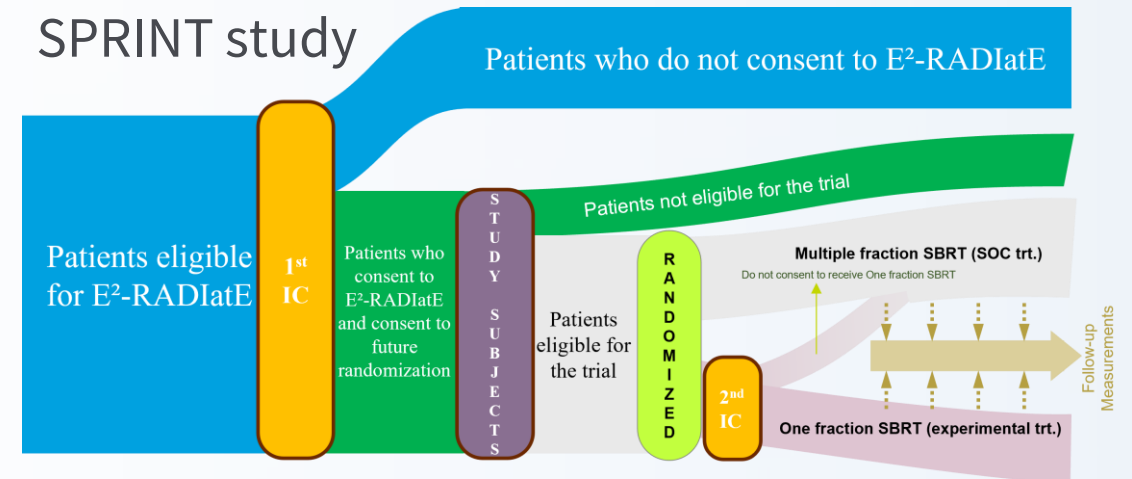 SPRINT study
Patients who do not consent to E²-RADIatE
Patients eligible
for E²-RADIatE
1st
IC
Patients who
consent to
E²-RADIatE
and consent to
future
randomization
STUDY SUBJECTS
Patients not eligible for the trial
Patients
eligible for
the trial
RANDOMIZED
2nd
IC
Multiple fraction SBRT (SOC trt.)
Do not consent to receive One fraction SBRT
One fraction SBRT (experimental trt.)
Follow-up
Measurements